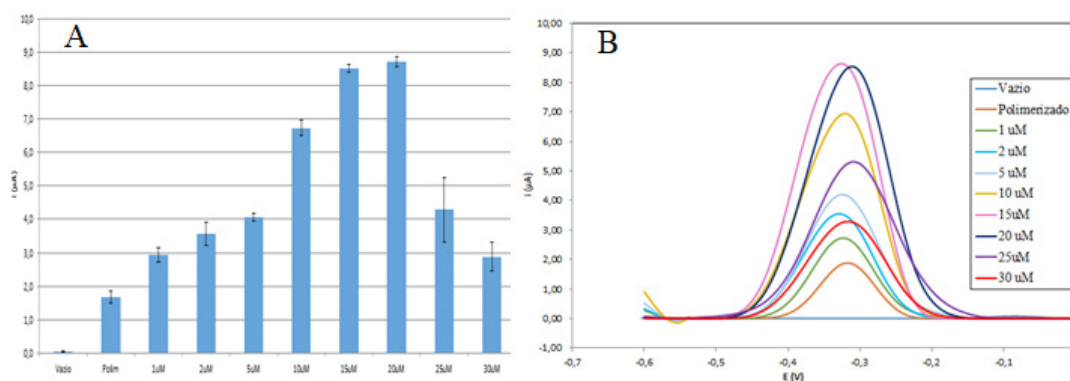 A
9,0
8,0
7,0
6,0
5,0
4,0
3,0
2,0
1,0
0,0
I (µA)
Vazio Polim 1uM 2uM 5uM 10uM 15uM 20uM 25uM 30uM
B
10,00
9,00
8,00
7,00
6,00
5,00
4,00
3,00
2,00
1,00
0,00
-1,00
I (µA)
-0,7 -0,6 -0,5 -0,4 -0,3 -0,2 -0,1
E (V)
Vazio
Polimerizado
1 uM
2 uM
5 uM
10 uM
15uM
20 uM
25uM
30 uM